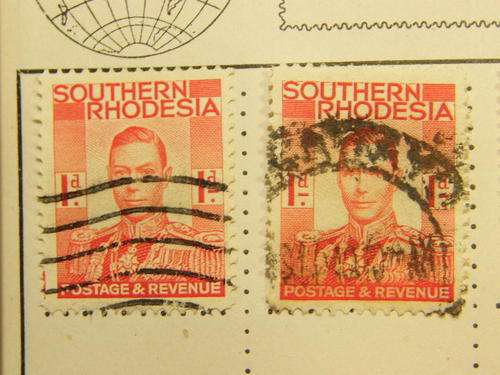 SOUTHERN
RHODESIA
1d. 1d.
POSTAGE & REVENUE
SOUTHERN
RHODESIA
1d. 1d.
POSTAGE & REVENUE